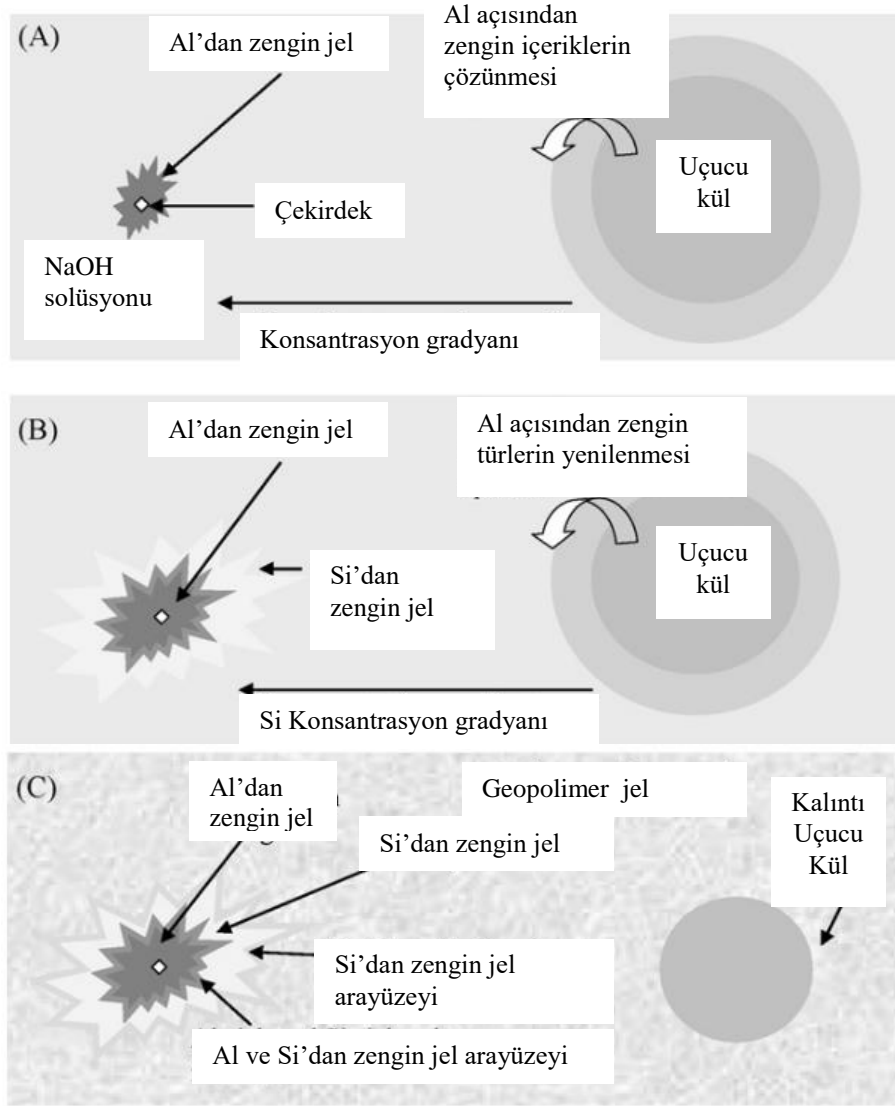 (A)
Al’dan zengin jel
Al açısından
zengin içeriklerin
çözünmesi
Uçucu
kül
Çekirdek
NaOH
solüsyonu
Konsantrasyon gradyanı
(B)
Al’dan zengin jel
Al açısından zengin
türlerin yenilenmesi
Uçucu
kül
Si’dan
zengin jel
Si Konsantrasyon gradyanı
(C)
Al’dan
zengin jel
Geopolimer jel
Kalıntı
Uçucu
Kül
Si’dan zengin jel
Si’dan zengin jel
arayüzeyi
Al ve Si’dan zengin jel arayüzeyi